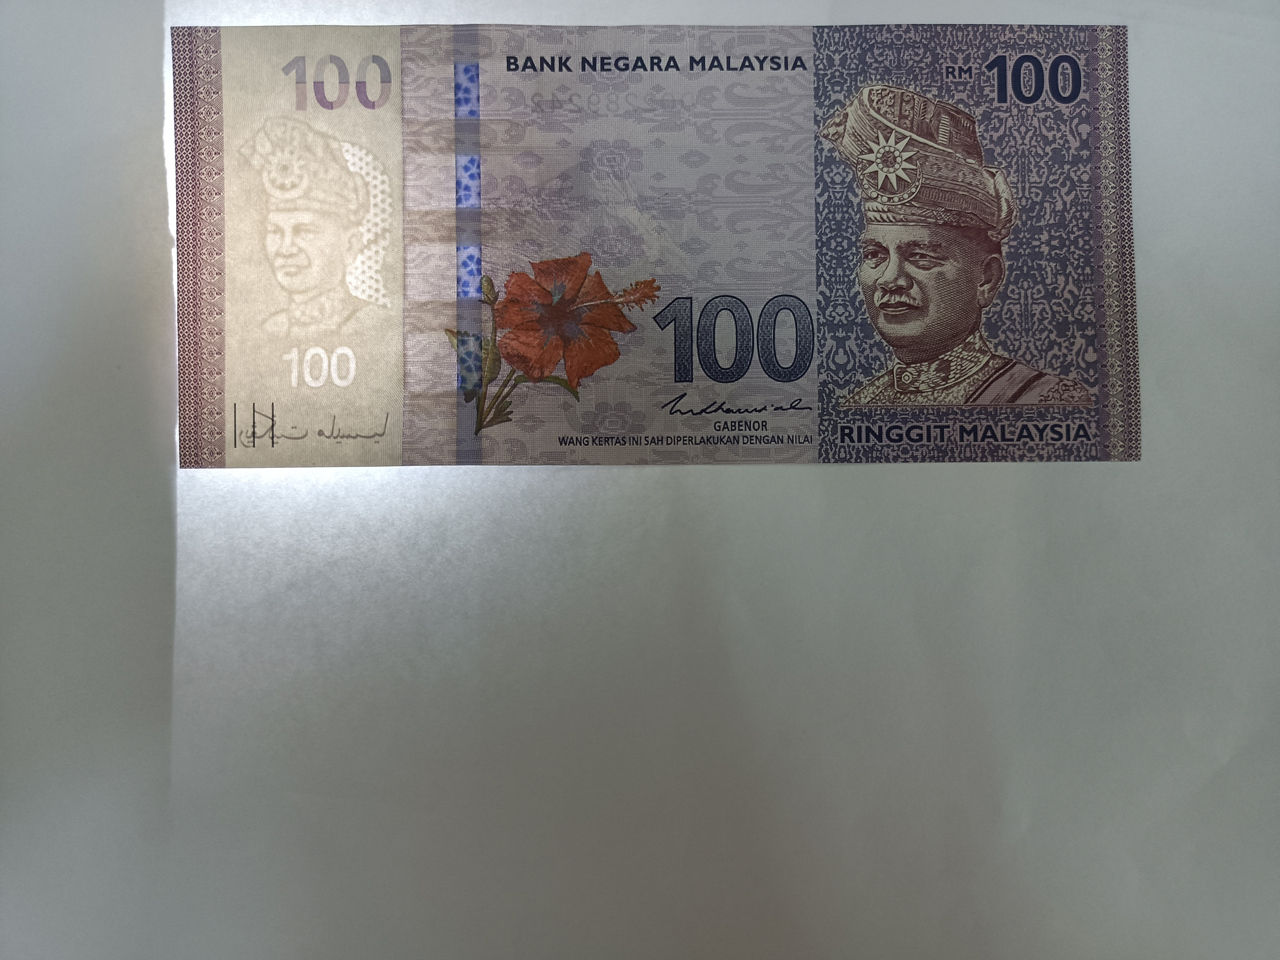 100
BANK NEGARA MALAYSIA
RM 100
100
100
GABENOR
WANG KERTAS INI SAH DIPERLAKUKAN DENGAN NILAI
RINGGIT MALAYSIA